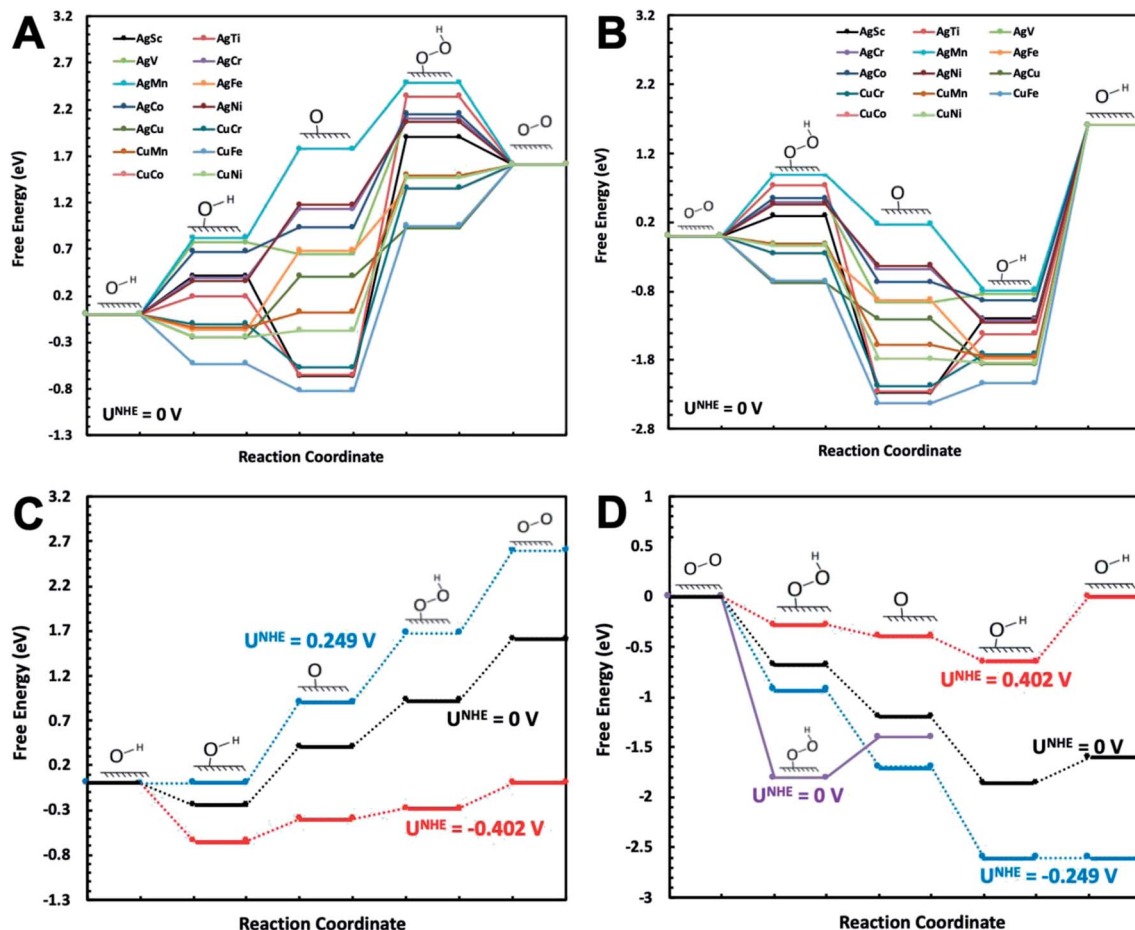 A
3.2
2.7
2.2
1.7
1.2
0.7
0.2
-0.3
-0.8
-1.3
Free Energy (eV)
AgSc AgTi
AgV AgCr
AgMn AgFe
AgCo AgNi
AgCu CuCr
CuMn CuFe
CuCo CuNi
O H
O H
O
O O H
O O
U^NHE = 0 V
Reaction Coordinate
B
3.2
2.2
1.2
0.2
-0.8
-1.8
-2.8
Free Energy (eV)
AgSc AgTi AgV
AgCr AgMn AgFe
AgCo AgNi AgCu
CuCr CuMn CuFe
CuCo CuNi
O O
O O H
O
O H
O H
U^NHE = 0 V
Reaction Coordinate
C
3.2
2.7
2.2
1.7
1.2
0.7
0.2
-0.3
-0.8
-1.3
Free Energy (eV)
O H
O H
O
O O H
O O
U^NHE = 0.249 V
U^NHE = 0 V
U^NHE = -0.402 V
Reaction Coordinate
D
1
0.5
0
-0.5
-1
-1.5
-2
-2.5
-3
Free Energy (eV)
O O
O O H
O
O H
O H
U^NHE = 0.402 V
O O H
U^NHE = 0 V
U^NHE = 0 V
U^NHE = -0.249 V
Reaction Coordinate